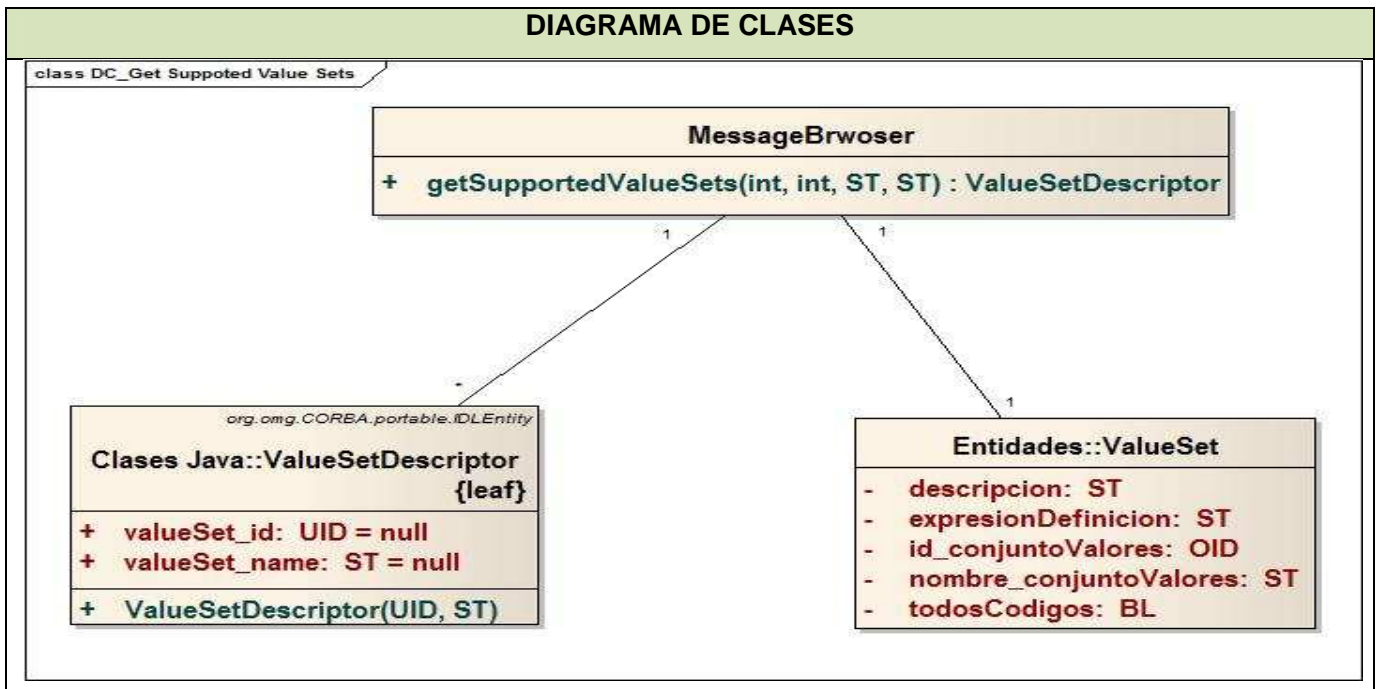 DIAGRAMA DE CLASES
class DC_Get Suppoted Value Sets
MessageBrwoser
+ getSupportedValueSets(int, int, ST, ST) : ValueSetDescriptor
1
1
*
1
org.omg.CORBA.portable.IDLEntity
Clases Java::ValueSetDescriptor
{leaf}
+ valueSet_id: UID = null
+ valueSet_name: ST = null
+ ValueSetDescriptor(UID, ST)
Entidades::ValueSet
- descripcion: ST
- expresionDefinicion: ST
- id_conjuntoValores: OID
- nombre_conjuntoValores: ST
- todosCodigos: BL